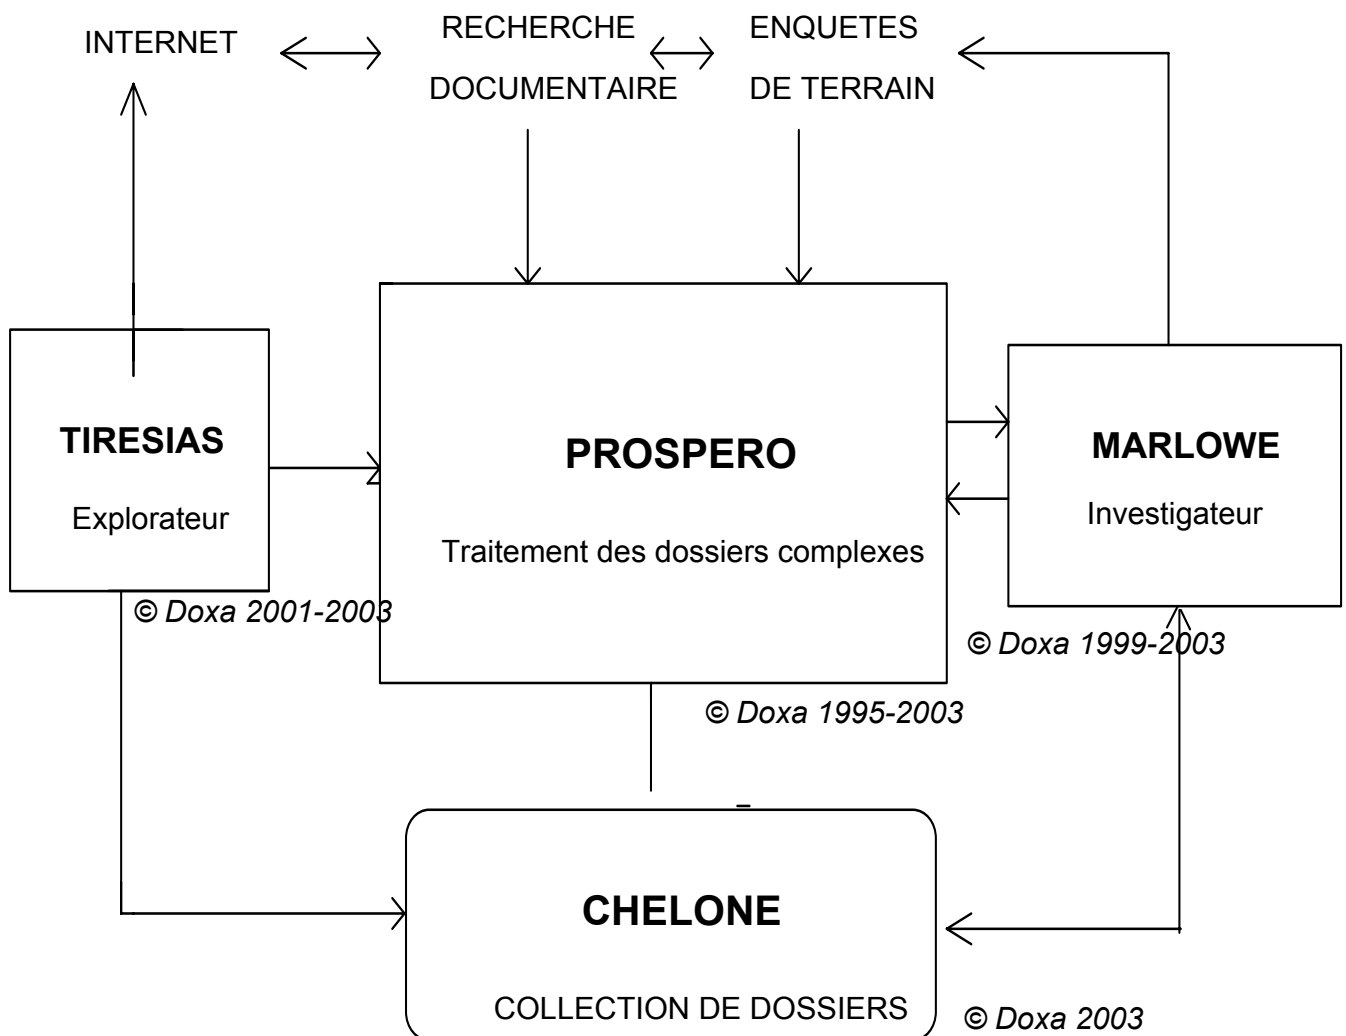 INTERNET
RECHERCHE
DOCUMENTAIRE
ENQUETES
DE TERRAIN
TIRESIAS
Explorateur
© Doxa 2001-2003
PROSPERO
Traitement des dossiers complexes
© Doxa 1995-2003
MARLOWE
Investigateur
© Doxa 1999-2003
CHELONE
COLLECTION DE DOSSIERS
© Doxa 2003